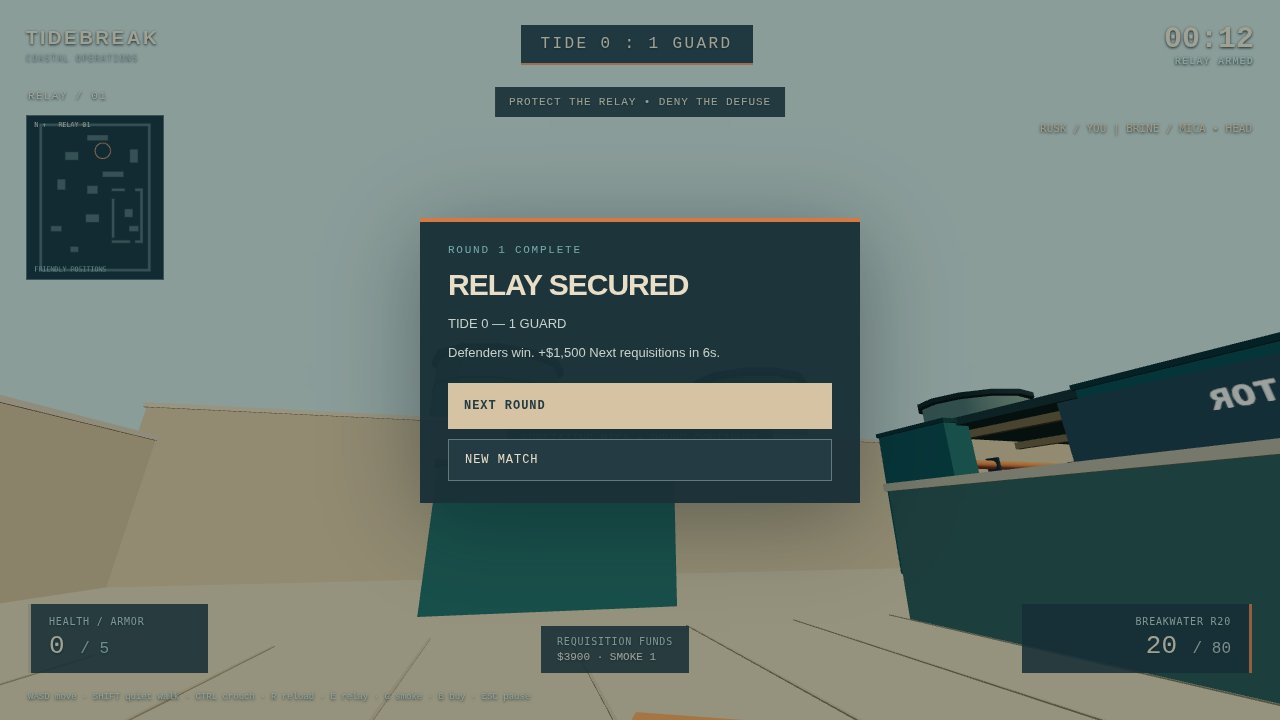 TIDEBREAK
COASTAL OPERATIONS
TIDE 0 : 1 GUARD
00:12
RELAY ARMED
PROTECT THE RELAY • DENY THE DEFUSE
RELAY / 01
N ↑ RELAY 01
FRIENDLY POSITIONS
RUSK / YOU | BRINE / MICA • HEAD
ROUND 1 COMPLETE
RELAY SECURED
TIDE 0 — 1 GUARD
Defenders win. +$1,500 Next requisitions in 6s.
NEXT ROUND
NEW MATCH
HEALTH / ARMOR
0 / 5
REQUISITION FUNDS
$3900 · SMOKE 1
BREAKWATER R20
20 / 80
WASD move · SHIFT quiet walk · CTRL crouch · R reload · E relay · G smoke · B buy · ESC pause